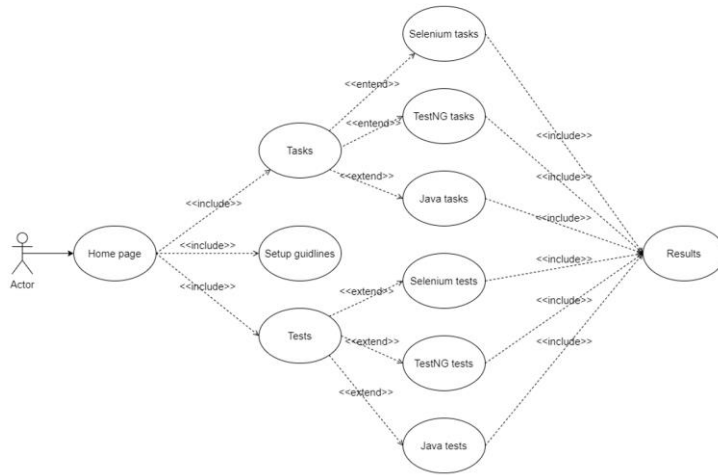 Selenium tasks
<<entend>>
TestNG tasks
<<include>>
<<entend>>
Tasks
<<include>>
<<extend>>
Java tasks
<<include>>
<<include>>
Actor
Home page
<<include>>
Setup guidlines
Results
<<include>>
<<extend>>
Selenium tests
<<include>>
Tests
<<extend>>
TestNG tests
<<include>>
<<extend>>
<<include>>
Java tests